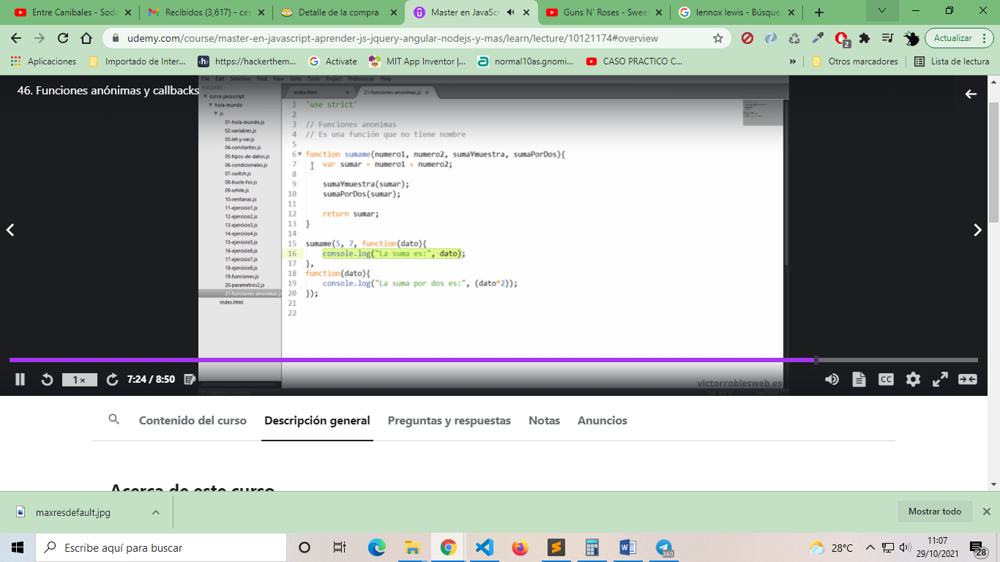 Entre Canibales - Soda
Recibidos (3,617) - ces
Detalle de la compra
Master en JavaScr
Guns N' Roses - Sweet
lennox lewis - Búsque
udemy.com/course/master-en-javascript-aprender-js-jquery-angular-nodejs-y-mas/learn/lecture/10121174#overview
2
Actualizar
Aplicaciones
Importado de Inter...
https://hackerthem...
Activate
MIT App Inventor |...
normal10as.gnomi...
CASO PRACTICO C...
»
Otros marcadores
Lista de lectura
46. Funciones anónimas y callbacks
File Edit Selection Find View Goto Tools Project Preferences Help
FOLDERS
curso-javascript
hola-mundo
js
01-hola-mundo.js
02-variables.js
03-let-y-var.js
04-constantes.js
05-tipos-de-datos.js
06-condicionales.js
07-switch.js
08-bucle-for.js
09-while.js
10-ventanas.js
11-ejercicio1.js
12-ejercicio2.js
13-ejercicio3.js
14-ejercicio4.js
15-ejercicio5.js
16-ejercicio6.js
17-ejercicio7.js
18-ejercicio8.js
19-funciones.js
20-parametros2.js
21-funciones-anonimas.js
index.html
index.html
21-funciones-anonimas.js
1 'use strict'
2
3 // Funciones anonimas
4 // Es una función que no tiene nombre
5
6 function sumame(numero1, numero2, sumaYmuestra, sumaPorDos){
7 var sumar = numero1 + numero2;
8
9 sumaYmuestra(sumar);
10 sumaPorDos(sumar);
11
12 return sumar;
13 }
14
15 sumame(5, 7, function(dato){
16 console.log("La suma es:", dato);
17 },
18 function(dato){
19 console.log("La suma por dos es:", (dato*2));
20 });
21
22
victorroblesweb.es
1 ×
7:24 / 8:50
CC
Contenido del curso
Descripción general
Preguntas y respuestas
Notas
Anuncios
Acerca de este curso
maxresdefault.jpg
Mostrar todo
Escribe aquí para buscar
360
28°C
11:07
29/10/2021
28